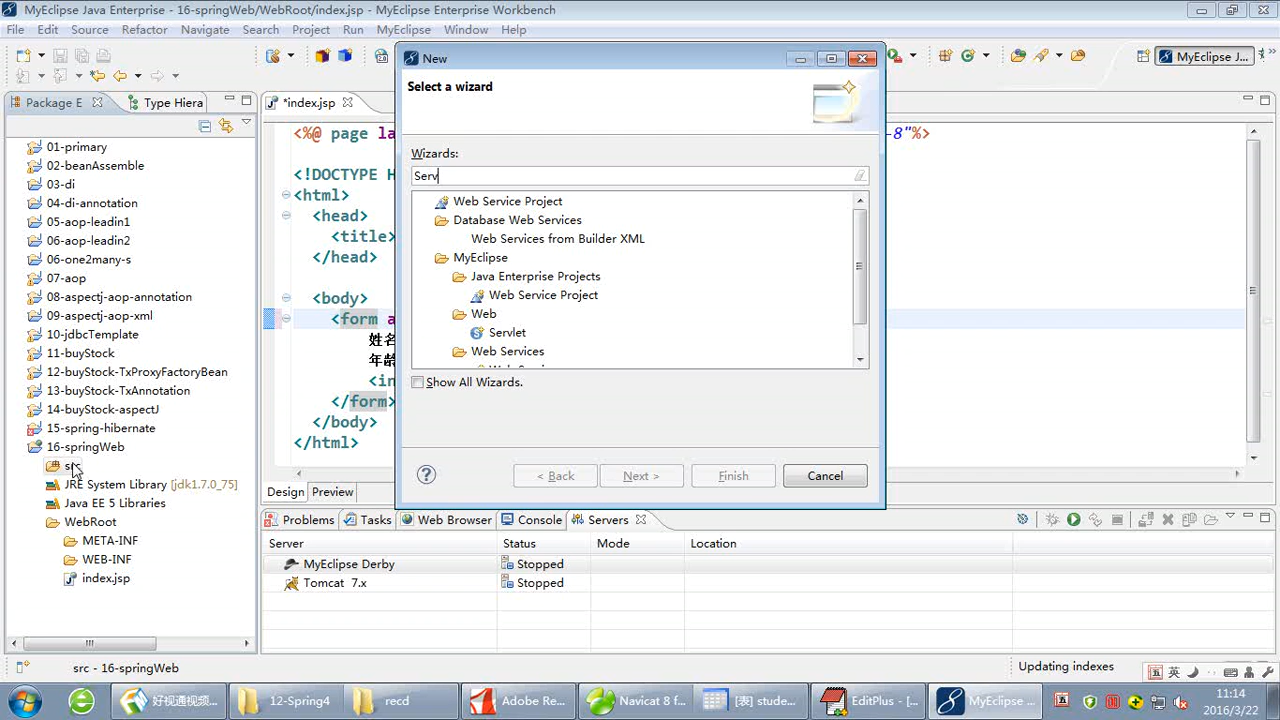 MyEclipse Java Enterprise - 16-springWeb/WebRoot/index.jsp - MyEclipse Enterprise Workbench
File Edit Source Refactor Navigate Search Project Run MyEclipse Window Help
MyEclipse J...
Package E
Type Hiera
*index.jsp
01-primary
02-beanAssemble
03-di
04-di-annotation
05-aop-leadin1
06-aop-leadin2
06-one2many-s
07-aop
08-aspectj-aop-annotation
09-aspectj-aop-xml
10-jdbcTemplate
11-buyStock
12-buyStock-TxProxyFactoryBean
13-buyStock-TxAnnotation
14-buyStock-aspectJ
15-spring-hibernate
16-springWeb
JRE System Library [jdk1.7.0_75]
Java EE 5 Libraries
WebRoot
META-INF
WEB-INF
index.jsp
<%@ page la
-8"%>
<!DOCTYPE H
<html>
<head>
<title>
</head>
<body>
<form a
姓名
年龄
<in
</form>
</body>
</html>
Design Preview
New
Select a wizard
Wizards:
Serv
Web Service Project
Database Web Services
Web Services from Builder XML
MyEclipse
Java Enterprise Projects
Web Service Project
Web
Servlet
Web Services
Show All Wizards.
< Back Next > Finish Cancel
Problems Tasks Web Browser Console Servers
Server Status Mode Location
MyEclipse Derby Stopped
Tomcat 7.x Stopped
src - 16-springWeb
Updating indexes
英
好视通视频...
12-Spring4
recd
Adobe Re...
Navicat 8 f...
[表] stude...
EditPlus - [...
MyEclipse ...
11:14
2016/3/22